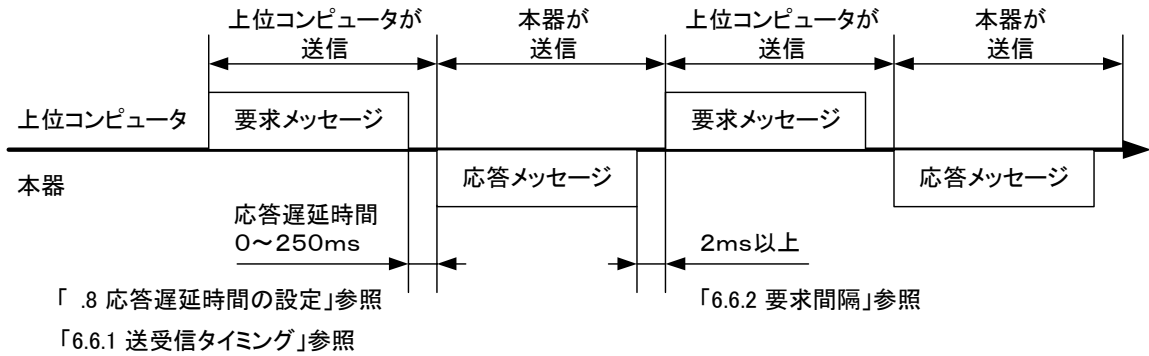 上位コンピュータが
送信
本器が
送信
上位コンピュータが
送信
本器が
送信
上位コンピュータ
要求メッセージ
要求メッセージ
本器
応答メッセージ
応答メッセージ
応答遅延時間
0～250ms
2ms以上
「 .8 応答遅延時間の設定」参照
「6.6.2 要求間隔」参照
「6.6.1 送受信タイミング」参照